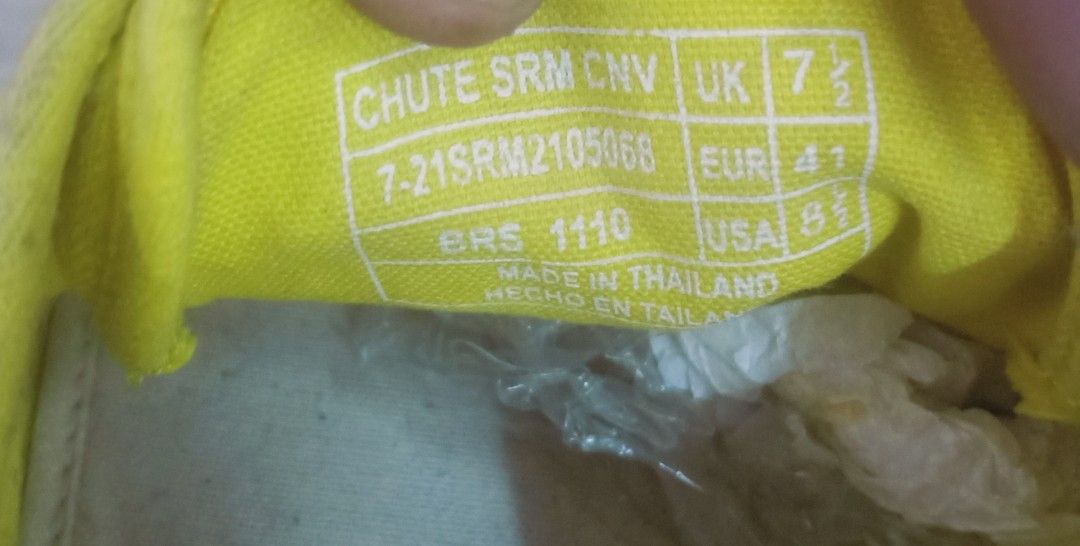 CHUTE SRM CNV UK 7 1/2
7-21SRM2105068 EUR 41
BRS 1110 USA 8 1/2
MADE IN THAILAND
HECHO EN